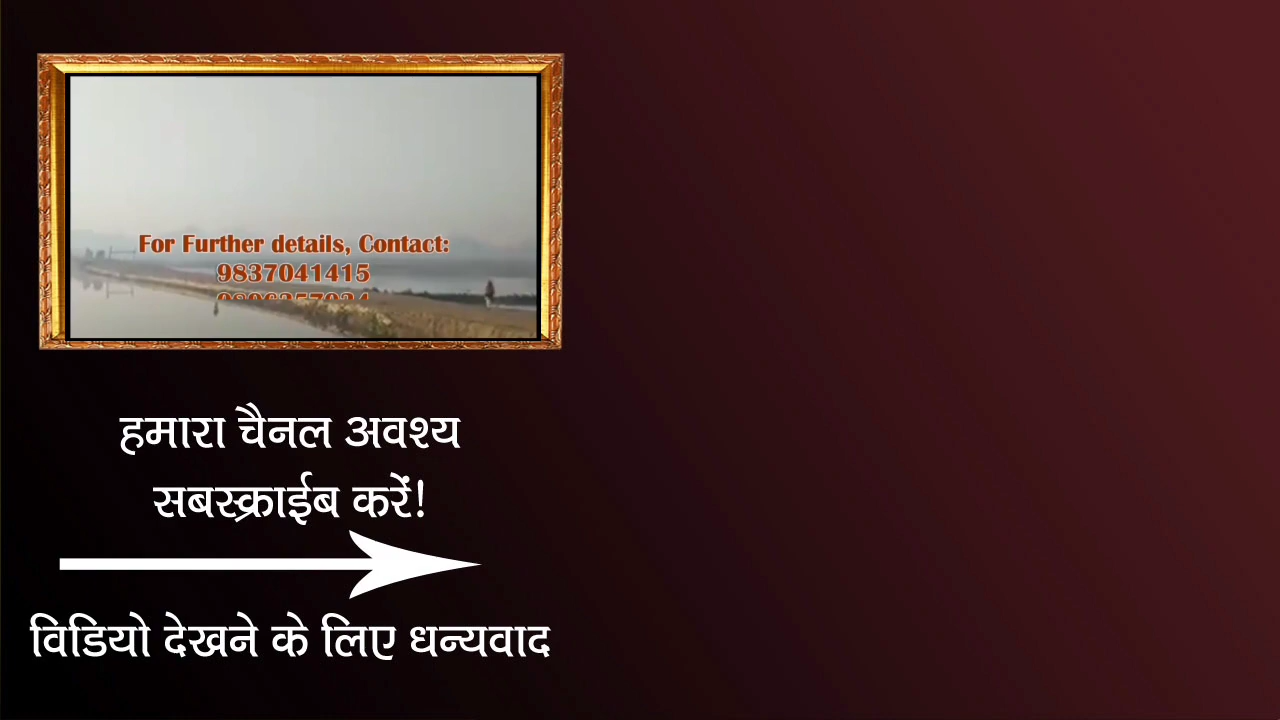 For Further details, Contact:
9837041415
हमारा चैनल अवश्य
सबस्क्राईब करें!
विडियो देखने के लिए धन्यवाद